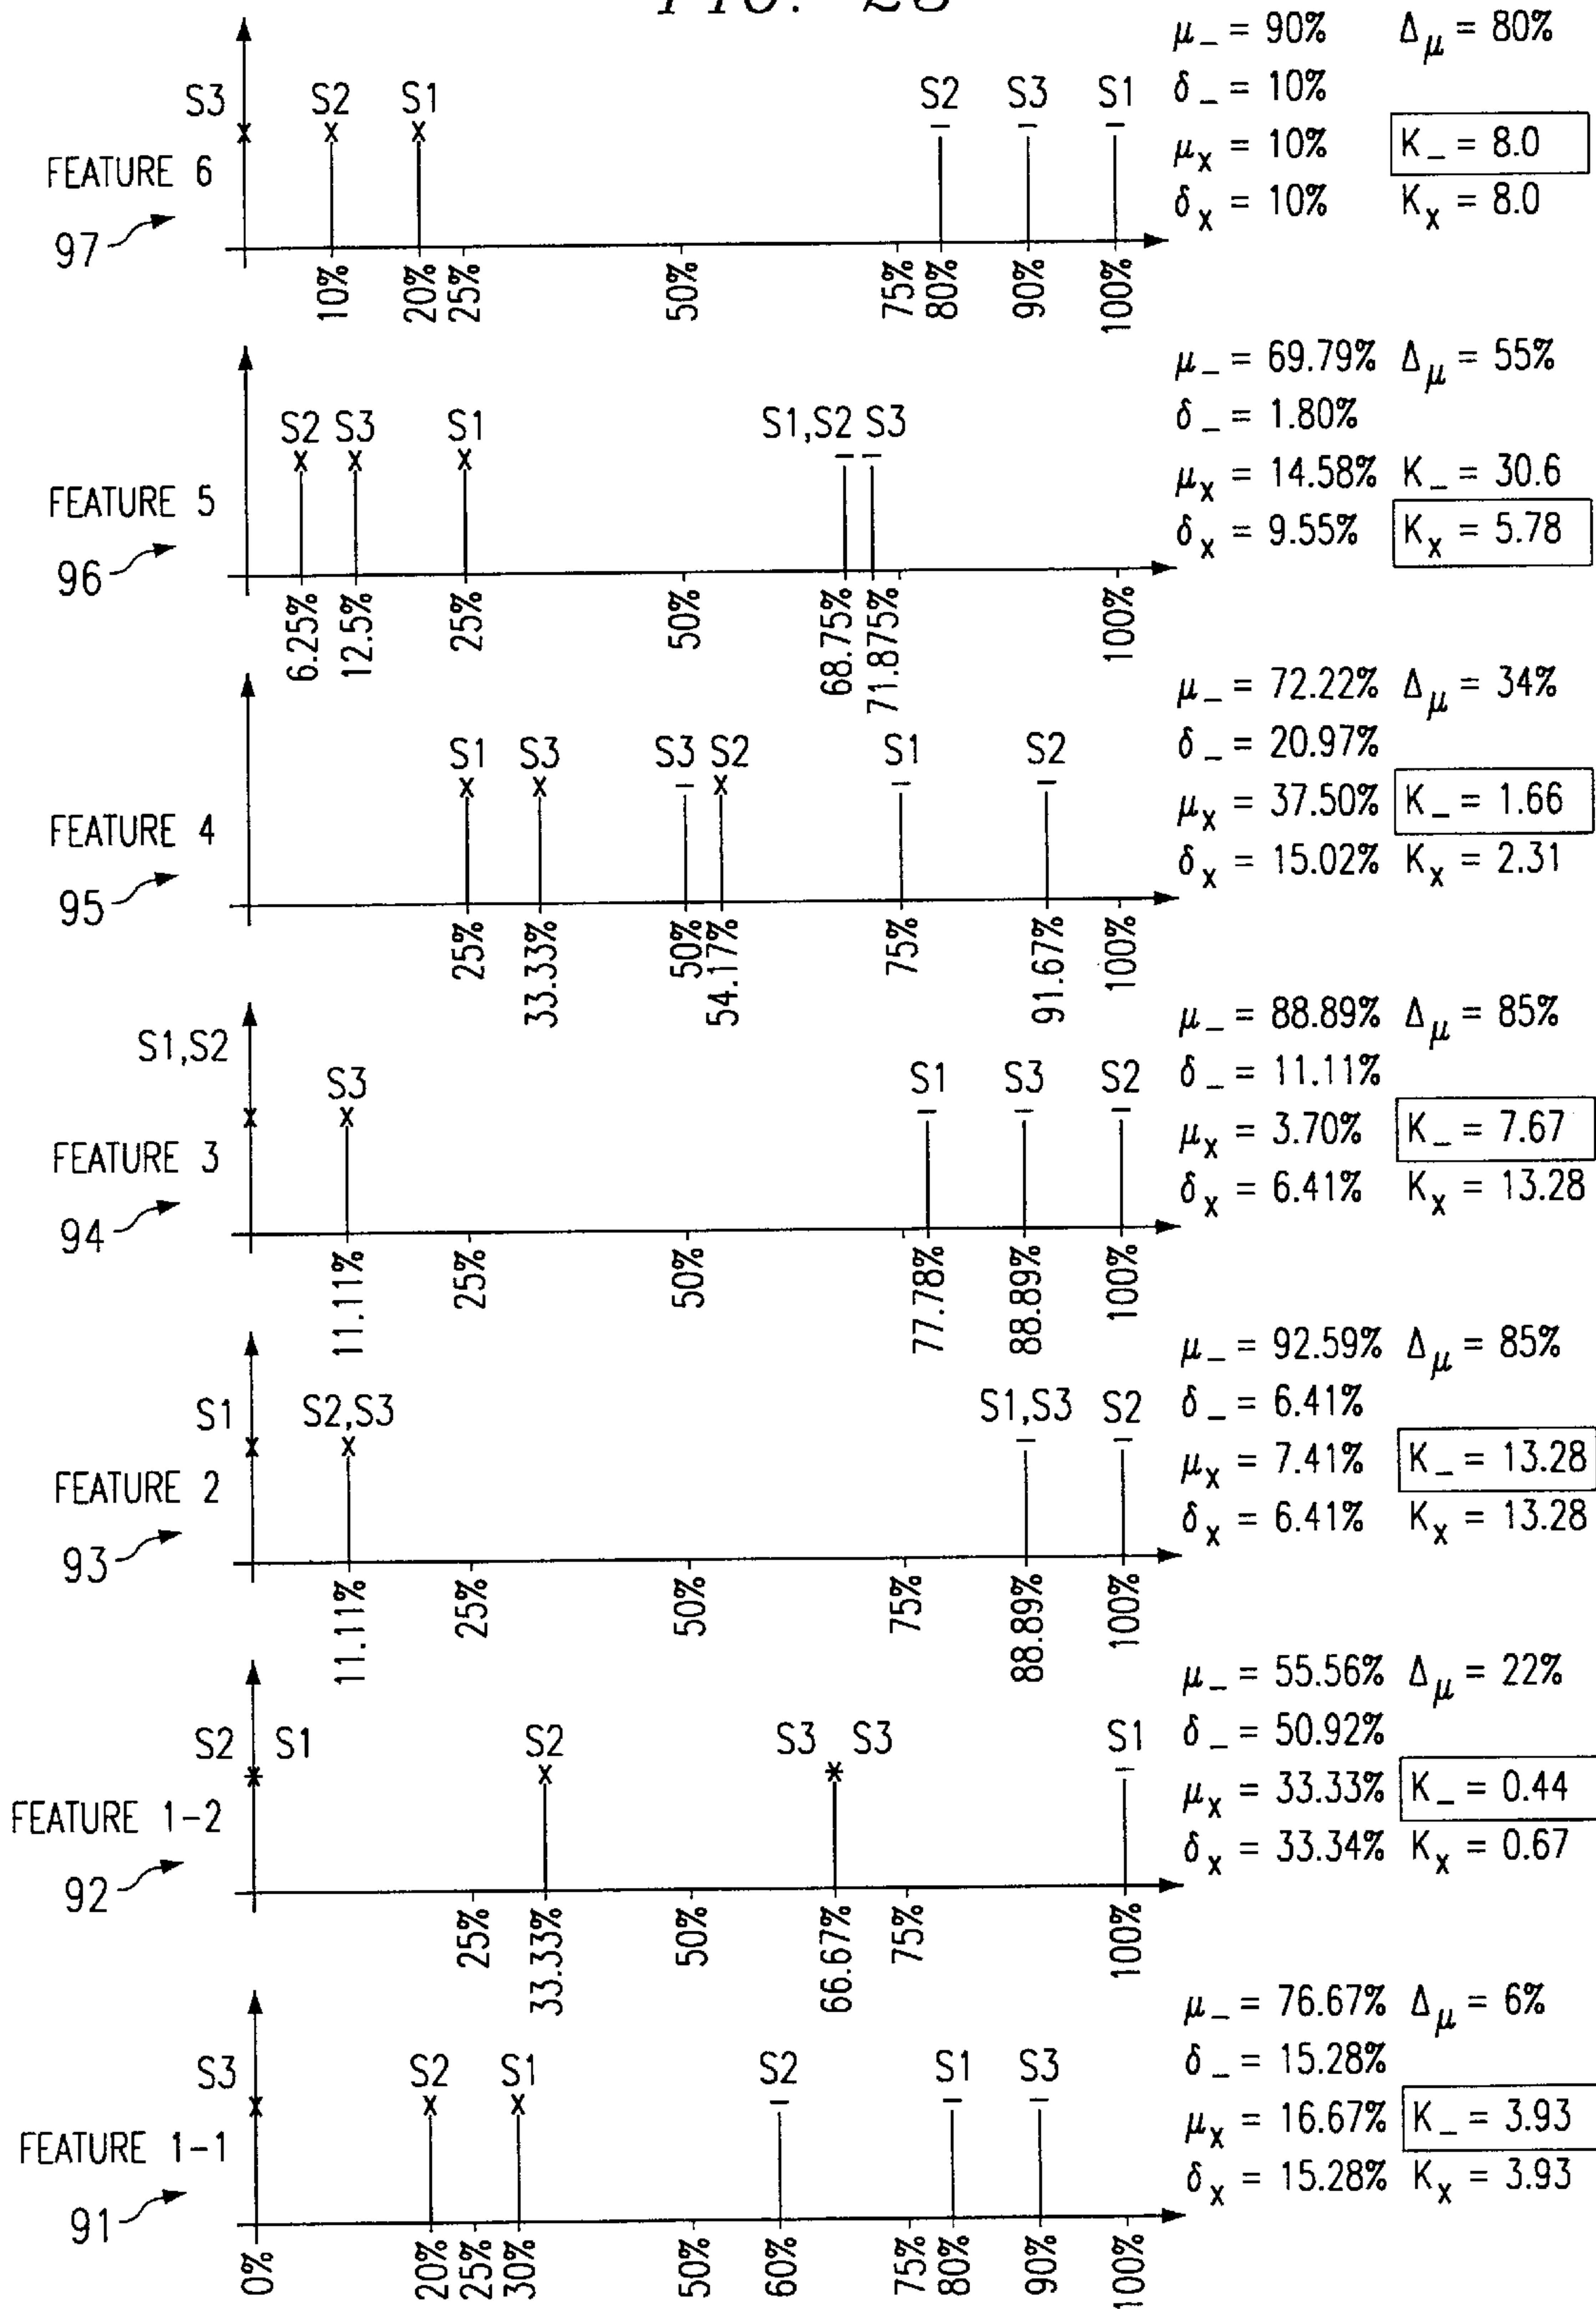 FIG. 28
μ_ = 90% Δμ = 80%
δ_ = 10%
μx = 10% K_ = 8.0
δx = 10% Kx = 8.0
S3 S2 S1 S2 S3 S1
FEATURE 6
97
10% 20% 25% 50% 75% 80% 90% 100%
μ_ = 69.79% Δμ = 55%
δ_ = 1.80%
μx = 14.58% K_ = 30.6
δx = 9.55% Kx = 5.78
S2 S3 S1 S1,S2 S3
FEATURE 5
96
6.25% 12.5% 25% 50% 68.75% 71.875% 100%
μ_ = 72.22% Δμ = 34%
δ_ = 20.97%
μx = 37.50% K_ = 1.66
δx = 15.02% Kx = 2.31
S1 S3 S3 S2 S1 S2
FEATURE 4
95
25% 33.33% 50% 54.17% 75% 91.67% 100%
μ_ = 88.89% Δμ = 85%
δ_ = 11.11%
μx = 3.70% K_ = 7.67
δx = 6.41% Kx = 13.28
S1,S2 S3 S1 S3 S2
FEATURE 3
94
11.11% 25% 50% 77.78% 88.89% 100%
μ_ = 92.59% Δμ = 85%
δ_ = 6.41%
μx = 7.41% K_ = 13.28
δx = 6.41% Kx = 13.28
S1 S2,S3 S1,S3 S2
FEATURE 2
93
11.11% 25% 50% 75% 88.89% 100%
μ_ = 55.56% Δμ = 22%
δ_ = 50.92%
μx = 33.33% K_ = 0.44
δx = 33.34% Kx = 0.67
S2 S1 S2 S3 S3 S1
FEATURE 1-2
92
25% 33.33% 50% 66.67% 75% 100%
μ_ = 76.67% Δμ = 6%
δ_ = 15.28%
μx = 16.67% K_ = 3.93
δx = 15.28% Kx = 3.93
S3 S2 S1 S2 S1 S3
FEATURE 1-1
91
0% 20% 25% 30% 50% 60% 75% 80% 90% 100%